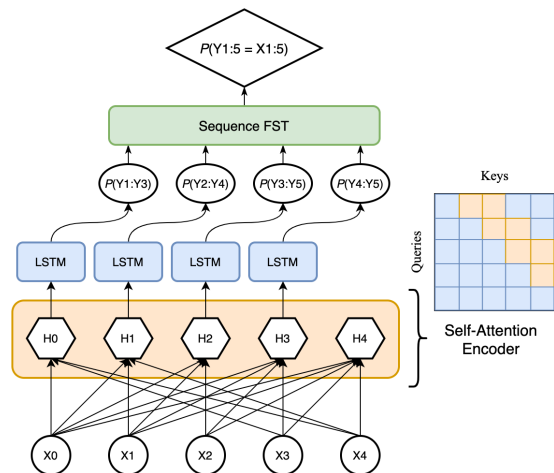 P(Y1:5 = X1:5)
Sequence FST
P(Y1:Y3) P(Y2:Y4) P(Y3:Y5) P(Y4:Y5)
Keys
Queries
LSTM LSTM LSTM LSTM
H0 H1 H2 H3 H4
Self-Attention
Encoder
X0 X1 X2 X3 X4